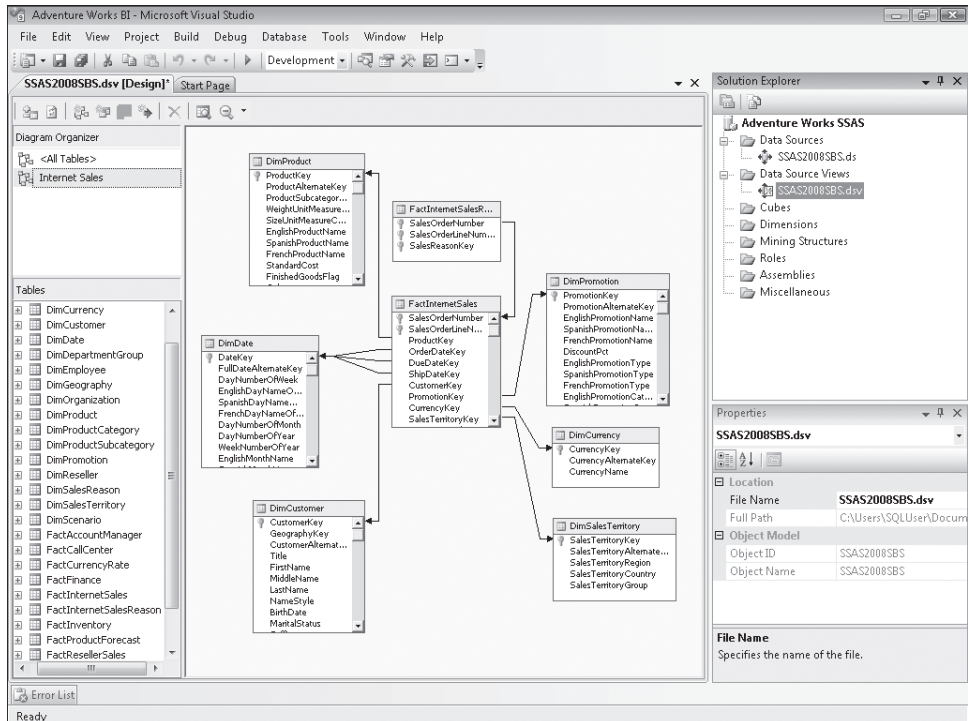 Adventure Works BI - Microsoft Visual Studio
File Edit View Project Build Debug Database Tools Window Help
Development
SSAS2008SBS.dsv [Design]*
Start Page
Diagram Organizer
<All Tables>
Internet Sales
Tables
DimCurrency
DimCustomer
DimDate
DimDepartmentGroup
DimEmployee
DimGeography
DimOrganization
DimProduct
DimProductCategory
DimProductSubcategory
DimPromotion
DimReseller
DimSalesReason
DimSalesTerritory
DimScenario
FactAccountManager
FactCallCenter
FactCurrencyRate
FactFinance
FactInternetSales
FactInternetSalesReason
FactInventory
FactProductForecast
FactResellerSales
DimProduct
ProductKey
ProductAlternateKey
ProductSubcategor...
WeightUnitMeasure...
SizeUnitMeasureC...
EnglishProductName
SpanishProductName
FrenchProductName
StandardCost
FinishedGoodsFlag
FactInternetSalesR...
SalesOrderNumber
SalesOrderLineNum...
SalesReasonKey
FactInternetSales
SalesOrderNumber
SalesOrderLineN...
ProductKey
OrderDateKey
DueDateKey
ShipDateKey
CustomerKey
PromotionKey
CurrencyKey
SalesTerritoryKey
DimDate
DateKey
FullDateAlternateKey
DayNumberOfWeek
EnglishDayNameO...
SpanishDayName...
FrenchDayNameOf...
DayNumberOfMonth
DayNumberOfYear
WeekNumberOfYear
EnglishMonthName
DimCustomer
CustomerKey
GeographyKey
CustomerAlternat...
Title
FirstName
MiddleName
LastName
NameStyle
BirthDate
MaritalStatus
DimPromotion
PromotionKey
PromotionAlternateKey
EnglishPromotionName
SpanishPromotionNa...
FrenchPromotionName
DiscountPct
EnglishPromotionType
SpanishPromotionType
FrenchPromotionType
EnglishPromotionCat...
DimCurrency
CurrencyKey
CurrencyAlternateKey
CurrencyName
DimSalesTerritory
SalesTerritoryKey
SalesTerritoryAlternate...
SalesTerritoryRegion
SalesTerritoryCountry
SalesTerritoryGroup
Solution Explorer
Adventure Works SSAS
Data Sources
SSAS2008SBS.ds
Data Source Views
SSAS2008SBS.dsv
Cubes
Dimensions
Mining Structures
Roles
Assemblies
Miscellaneous
Properties
SSAS2008SBS.dsv
Location
File Name SSAS2008SBS.dsv
Full Path C:\Users\SQLUser\Docum
Object Model
Object ID SSAS2008SBS
Object Name SSAS2008SBS
File Name
Specifies the name of the file.
Error List
Ready